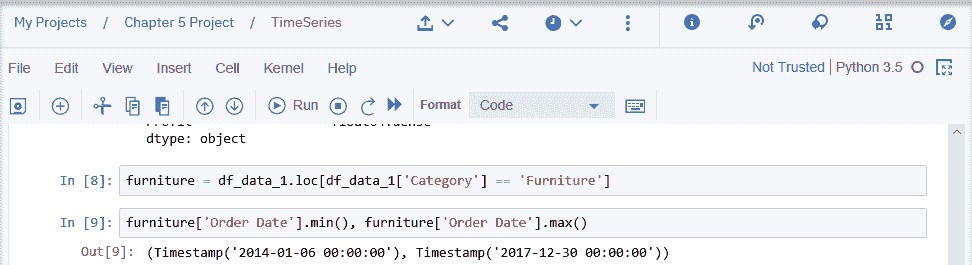 My Projects / Chapter 5 Project / TimeSeries
File Edit View Insert Cell Kernel Help Not Trusted | Python 3.5
Run Format Code
dtype: object
In [8]: furniture = df_data_1.loc[df_data_1['Category'] == 'Furniture']
In [9]: furniture['Order Date'].min(), furniture['Order Date'].max()
Out[9]: (Timestamp('2014-01-06 00:00:00'), Timestamp('2017-12-30 00:00:00'))